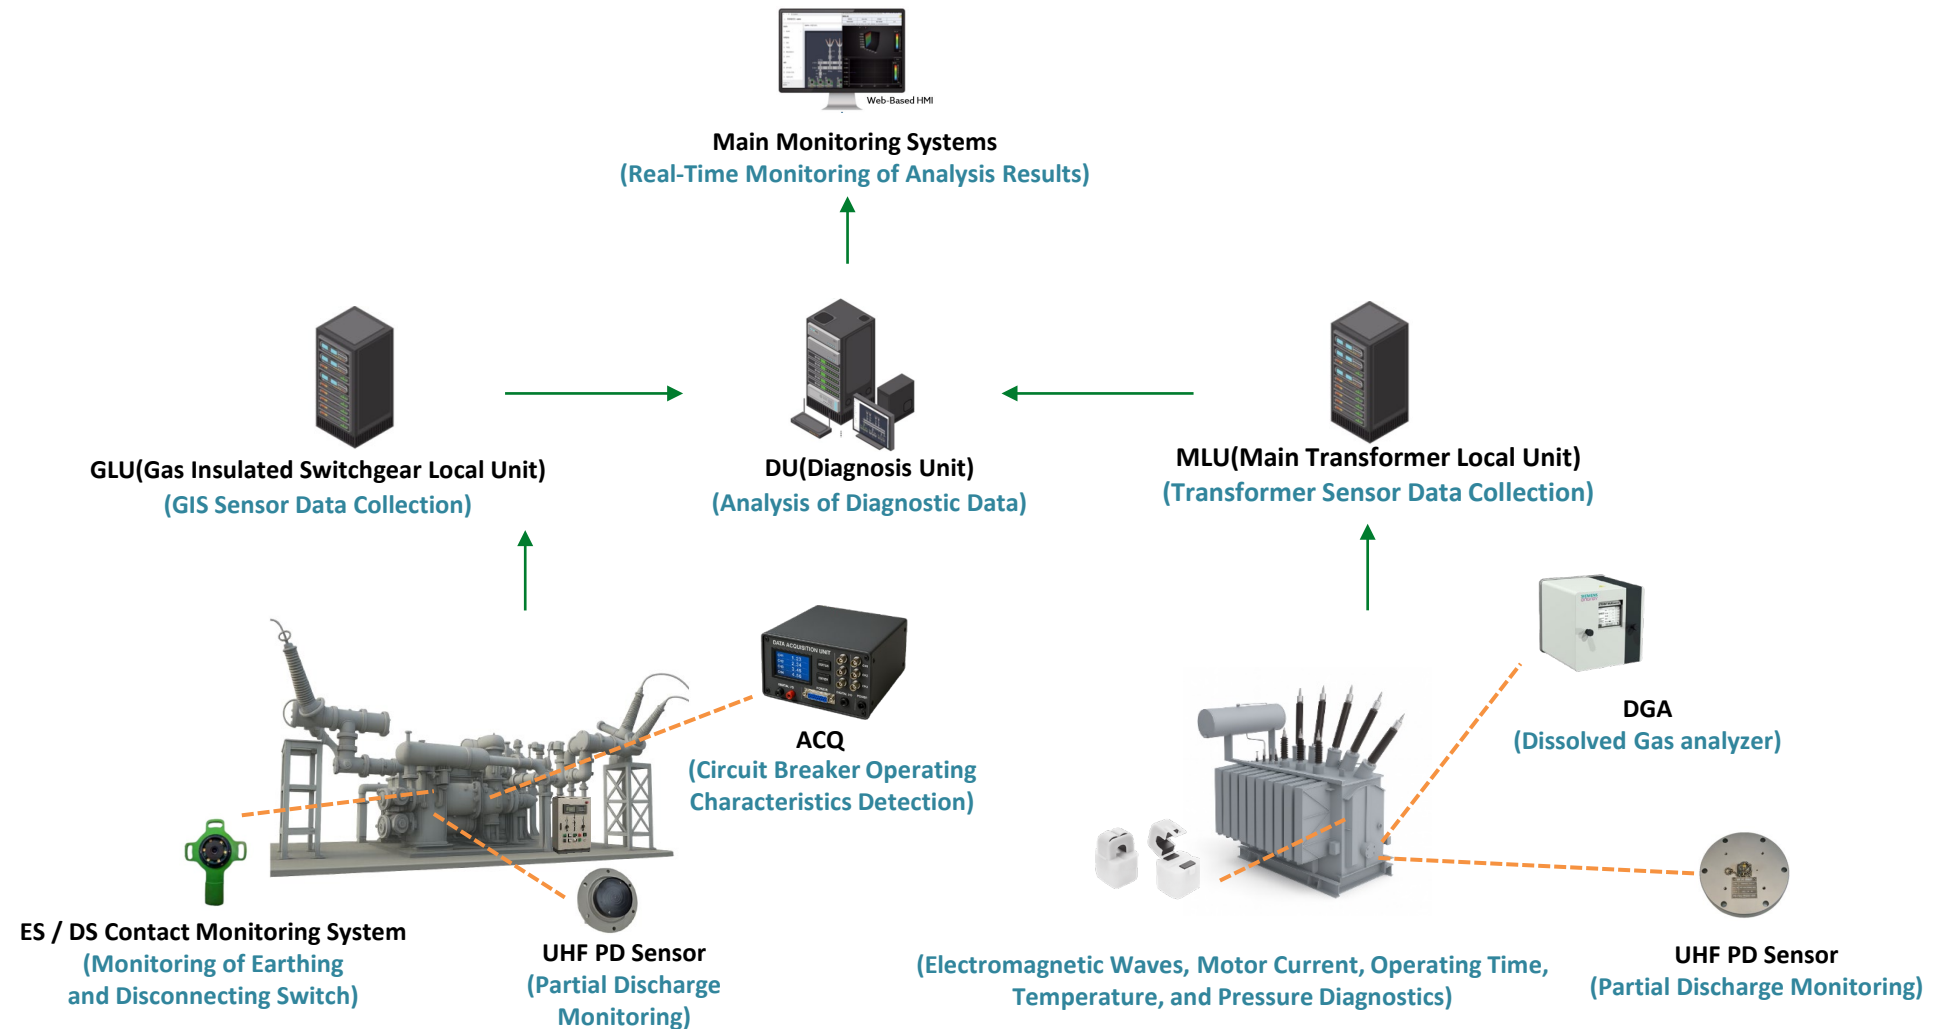 Web-Based HMI
Main Monitoring Systems
(Real-Time Monitoring of Analysis Results)
GLU(Gas Insulated Switchgear Local Unit)
(GIS Sensor Data Collection)
DU(Diagnosis Unit)
(Analysis of Diagnostic Data)
MLU(Main Transformer Local Unit)
(Transformer Sensor Data Collection)
DATA ACQUISITION UNIT
ACQ
(Circuit Breaker Operating
Characteristics Detection)
DGA
(Dissolved Gas analyzer)
ES / DS Contact Monitoring System
(Monitoring of Earthing
and Disconnecting Switch)
UHF PD Sensor
(Partial Discharge
Monitoring)
(Electromagnetic Waves, Motor Current, Operating Time,
Temperature, and Pressure Diagnostics)
UHF PD Sensor
(Partial Discharge Monitoring)